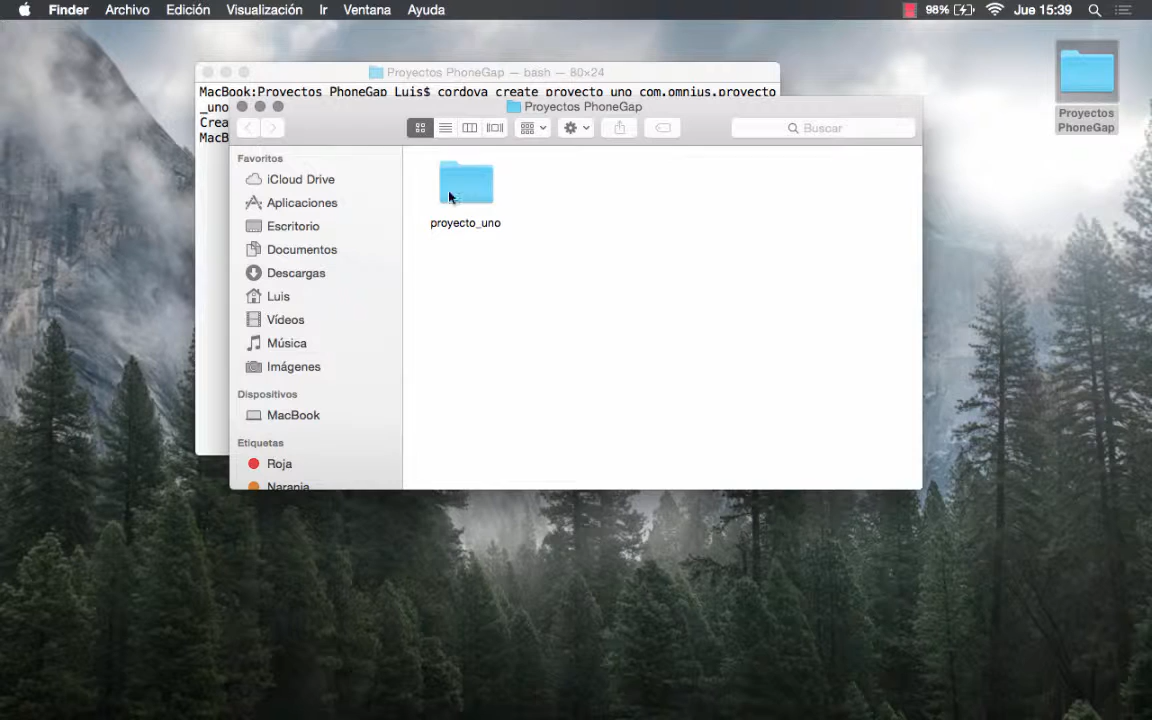 Finder Archivo Edición Visualización Ir Ventana Ayuda 98% Jue 15:39
Proyectos PhoneGap — bash — 80×24
MacBook:Proyectos PhoneGap Luis$ cordova create proyecto_uno com.omnius.proyecto
_uno
Crea
MacB
Proyectos PhoneGap
Buscar
Favoritos
iCloud Drive
Aplicaciones
Escritorio
Documentos
Descargas
Luis
Vídeos
Música
Imágenes
Dispositivos
MacBook
Etiquetas
Roja
Naranja
proyecto_uno
Proyectos
PhoneGap